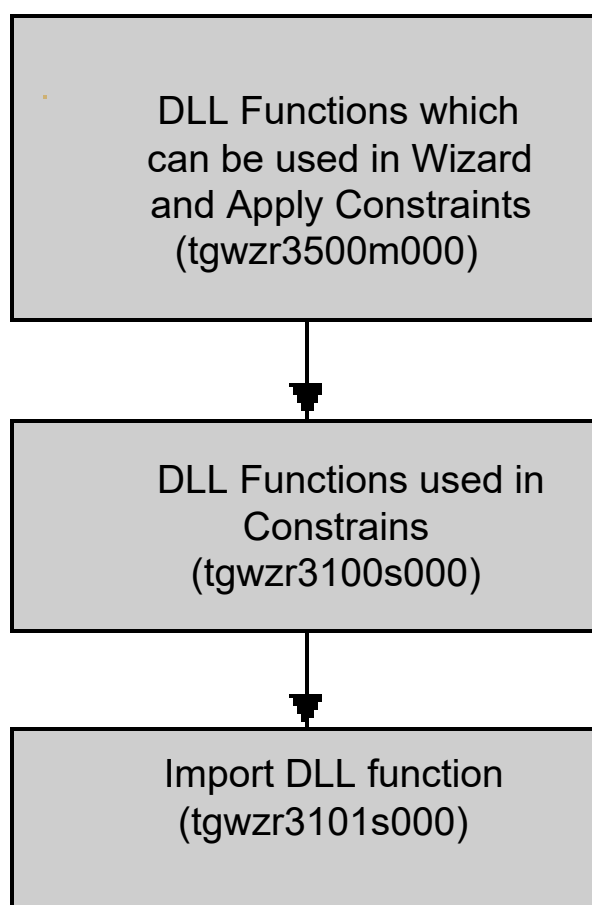 DLL Functions which
can be used in Wizard
and Apply Constraints
(tgwzr3500m000)
DLL Functions used in
Constrains
(tgwzr3100s000)
Import DLL function
(tgwzr3101s000)